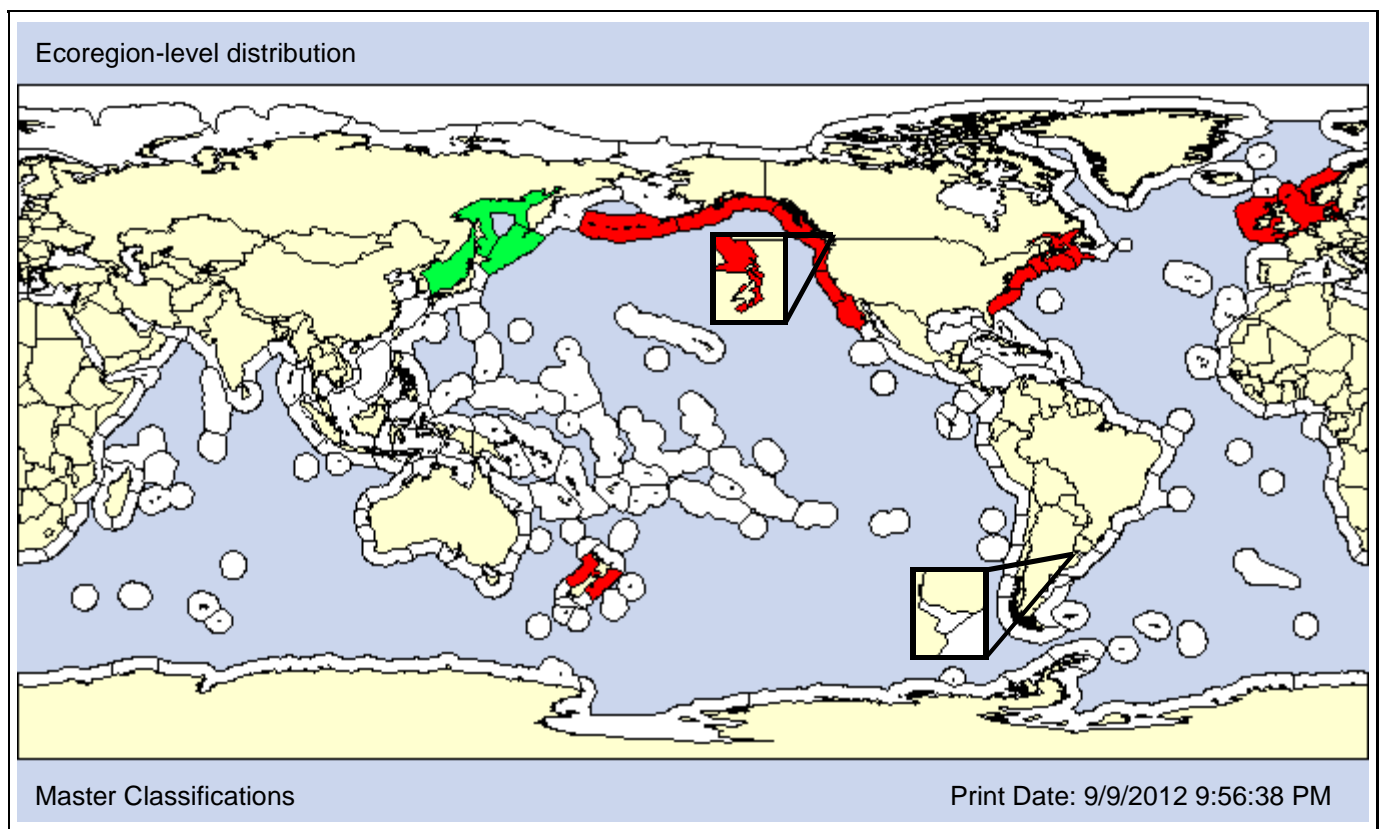 Ecoregion-level distribution
Master Classifications
Print Date: 9/9/2012 9:56:38 PM